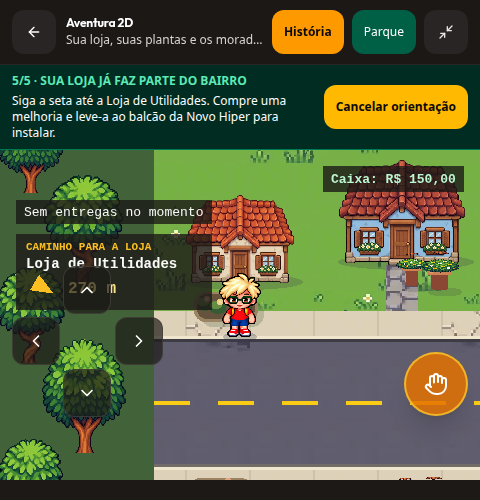 Aventura 2D
Sua loja, suas plantas e os morad...
História
Parque
5/5 · SUA LOJA JÁ FAZ PARTE DO BAIRRO
Siga a seta até a Loja de Utilidades. Compre uma
melhoria e leve-a ao balcão da Novo Hiper para
instalar.
Cancelar orientação
Caixa: R$ 150,00
Sem entregas no momento
CAMINHO PARA A LOJA
Loja de Utilidades
270 m